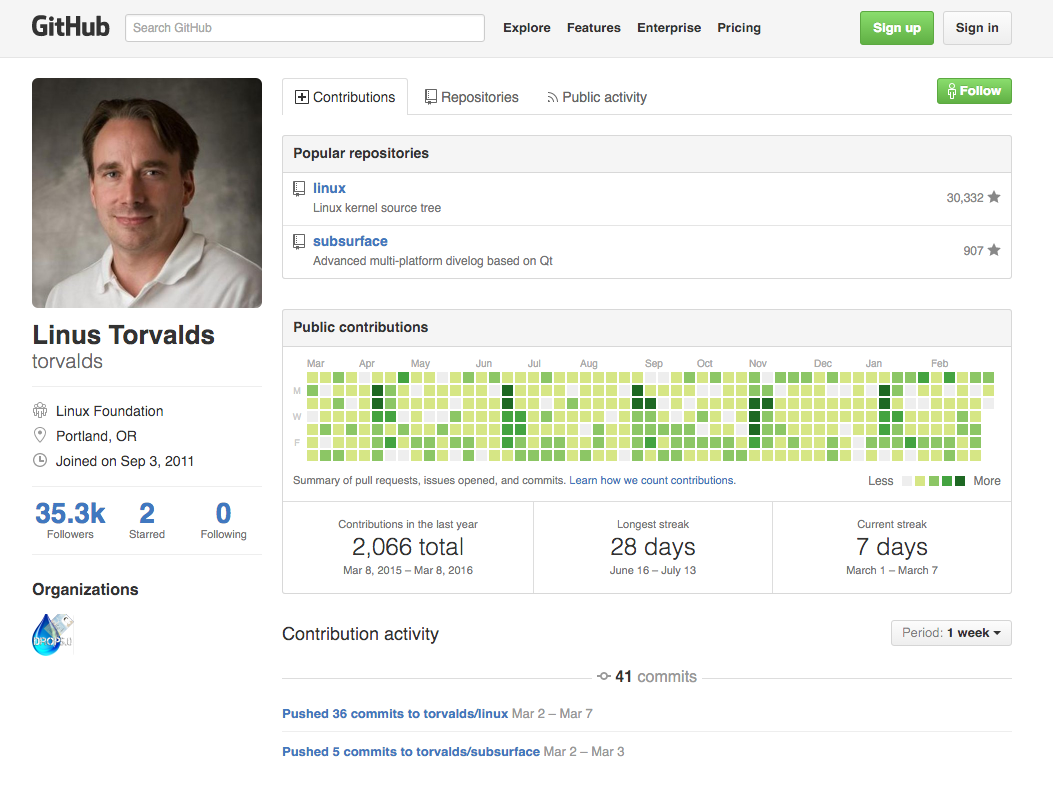 GitHub
Search GitHub
Explore Features Enterprise Pricing
Sign up
Sign in
Contributions
Repositories
Public activity
Follow
Linus Torvalds
torvalds
Linux Foundation
Portland, OR
Joined on Sep 3, 2011
35.3k 2 0
Followers Starred Following
Organizations
Popular repositories
linux
Linux kernel source tree
30,332
subsurface
Advanced multi-platform divelog based on Qt
907
Public contributions
Mar Apr May Jun Jul Aug Sep Oct Nov Dec Jan Feb
M
W
F
Summary of pull requests, issues opened, and commits. Learn how we count contributions.
Less More
Contributions in the last year
2,066 total
Mar 8, 2015 – Mar 8, 2016
Longest streak
28 days
June 16 – July 13
Current streak
7 days
March 1 – March 7
Contribution activity
Period: 1 week
41 commits
Pushed 36 commits to torvalds/linux Mar 2 – Mar 7
Pushed 5 commits to torvalds/subsurface Mar 2 – Mar 3